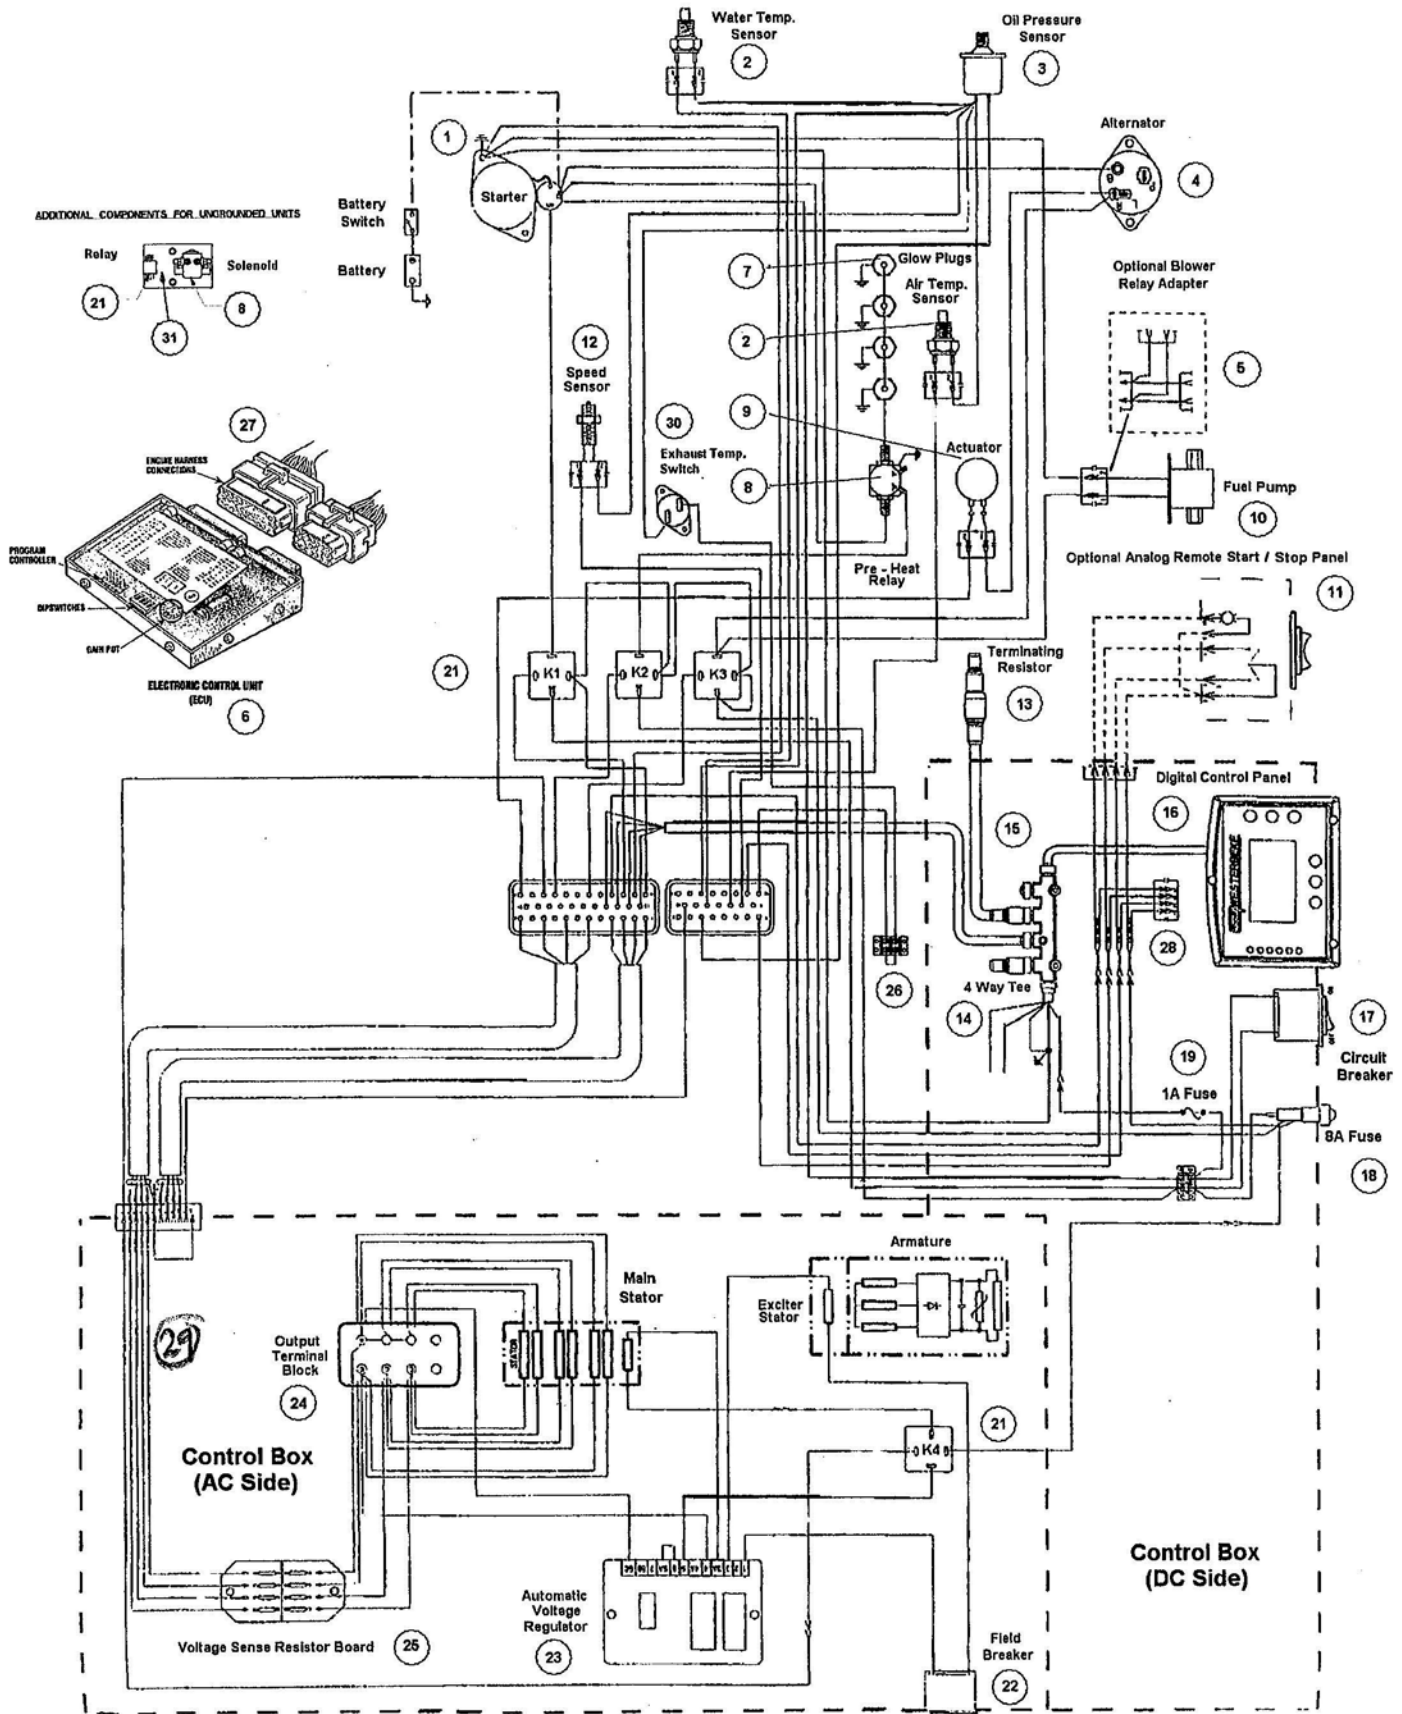 Water Temp.
Sensor
2
Oil Pressure
Sensor
3
1
Starter
Alternator
4
ADDITIONAL COMPONENTS FOR UNGROUNDED UNITS
Battery
Switch
Battery
Relay
Solenoid
21
8
31
7
Glow Plugs
Air Temp.
Sensor
2
Optional Blower
Relay Adapter
5
12
Speed
Sensor
9
30
Exhaust Temp.
Switch
Actuator
8
Fuel Pump
10
Pre - Heat
Relay
27
ENGINE HARNESS
CONNECTIONS
PROGRAM
CONTROLLER
DIPSWITCHES
GAIN POT
ELECTRONIC CONTROL UNIT
(ECU)
6
Optional Analog Remote Start / Stop Panel
11
21
K1
K2
K3
Terminating
Resistor
13
Digital Control Panel
16
15
WESTERBEKE
28
26
4 Way Tee
14
ON
OFF
17
Circuit
Breaker
19
1A Fuse
8A Fuse
18
Armature
Main
Stator
Exciter
Stator
29
Output
Terminal
Block
24
STATOR
21
K4
Control Box
(AC Side)
Control Box
(DC Side)
Automatic
Voltage
Regulator
23
Voltage Sense Resistor Board
25
Field
Breaker
22